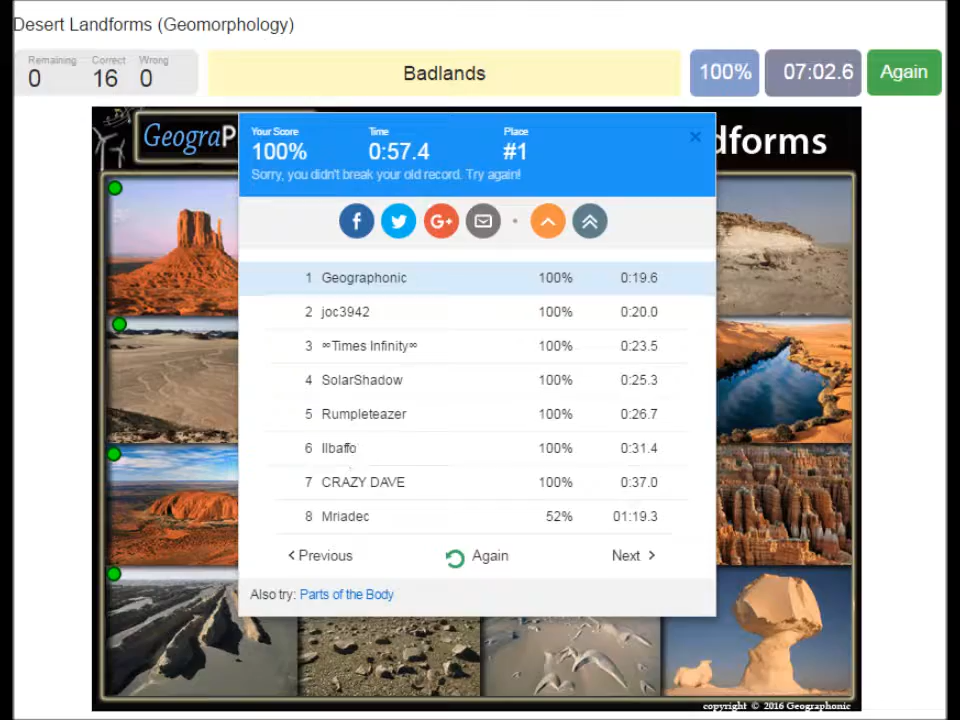 Desert Landforms (Geomorphology)
Remaining Correct Wrong
0 16 0
Badlands
100%
07:02.6
Again
GeograP
dforms
Your Score Time Place
100% 0:57.4 #1
Sorry, you didn't break your old record. Try again!
1 Geographonic 100% 0:19.6
2 joc3942 100% 0:20.0
3 ∞Times Infinity∞ 100% 0:23.5
4 SolarShadow 100% 0:25.3
5 Rumpleteazer 100% 0:26.7
6 Ilbaffo 100% 0:31.4
7 CRAZY DAVE 100% 0:37.0
8 Mriadec 52% 01:19.3
Previous Again Next
Also try: Parts of the Body
copyright © 2016 Geographonic